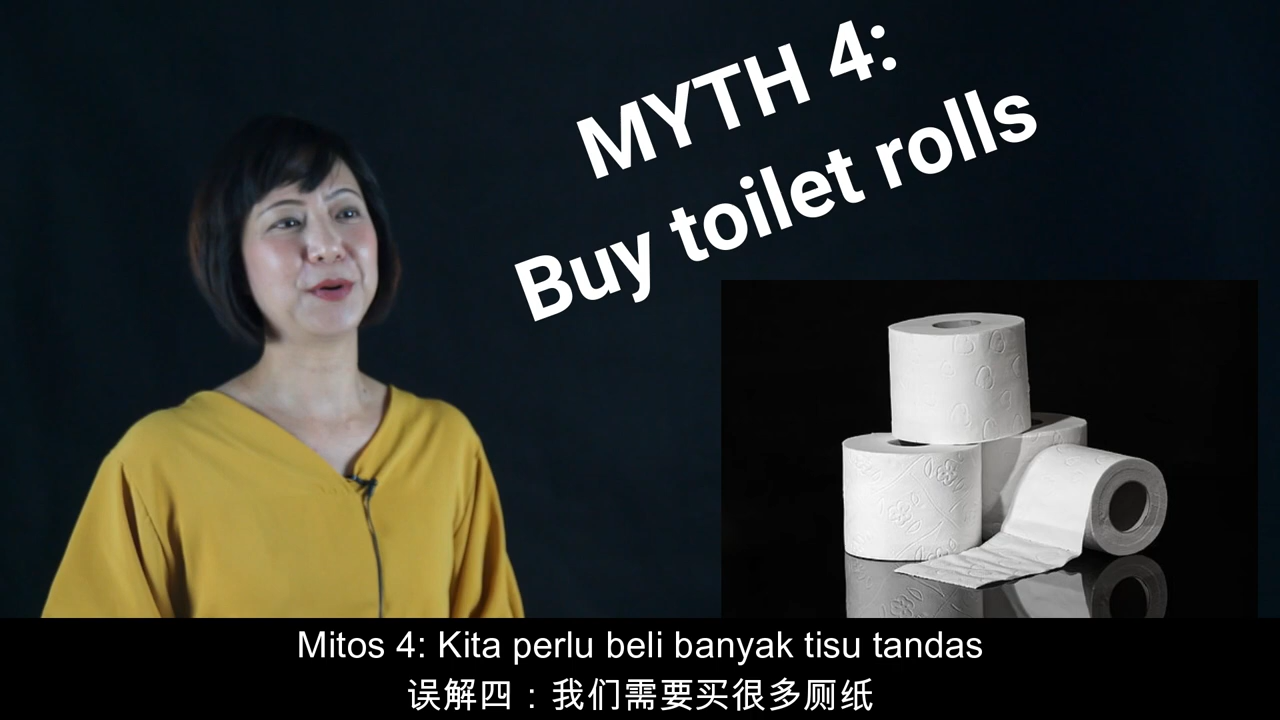 MYTH 4:
Buy toilet rolls
Mitos 4: Kita perlu beli banyak tisu tandas
误解四：我们需要买很多厕纸